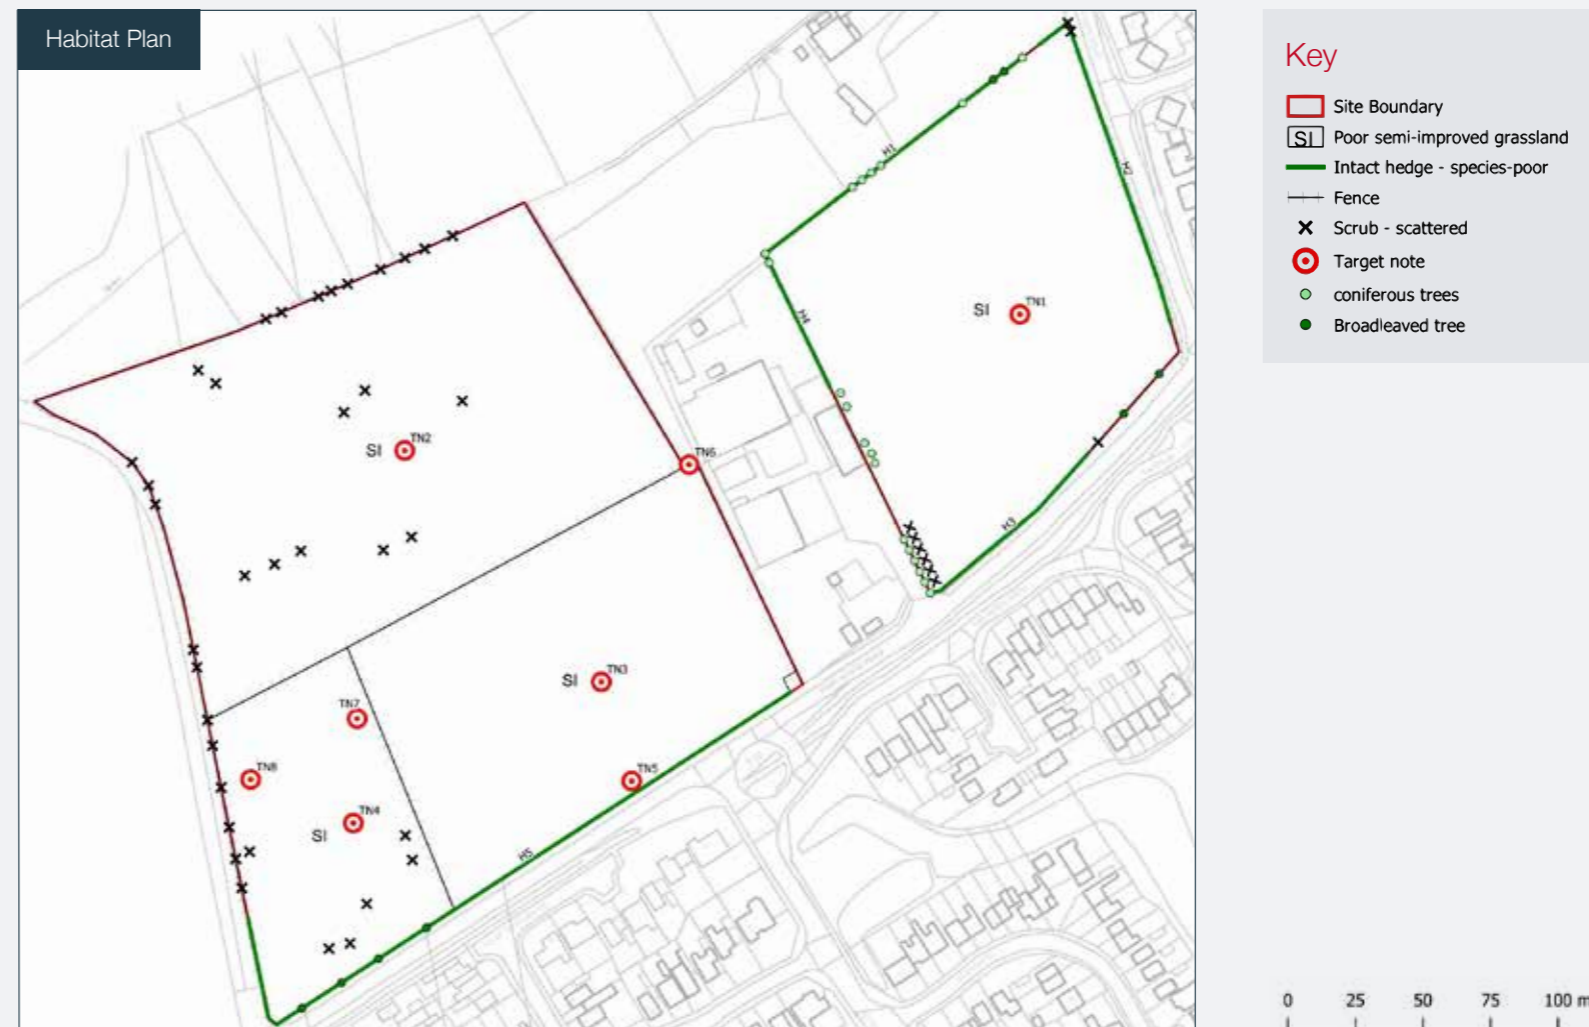 Habitat Plan
Key
Site Boundary
SI Poor semi-improved grassland
Intact hedge - species-poor
Fence
Scrub - scattered
Target note
coniferous trees
Broadleaved tree
H1
H2
H4
SI TN1
SI TN2
TN6
H3
SI TN3
TN7
TN8
TN5
TN4
SI
H5
0 25 50 75 100 m